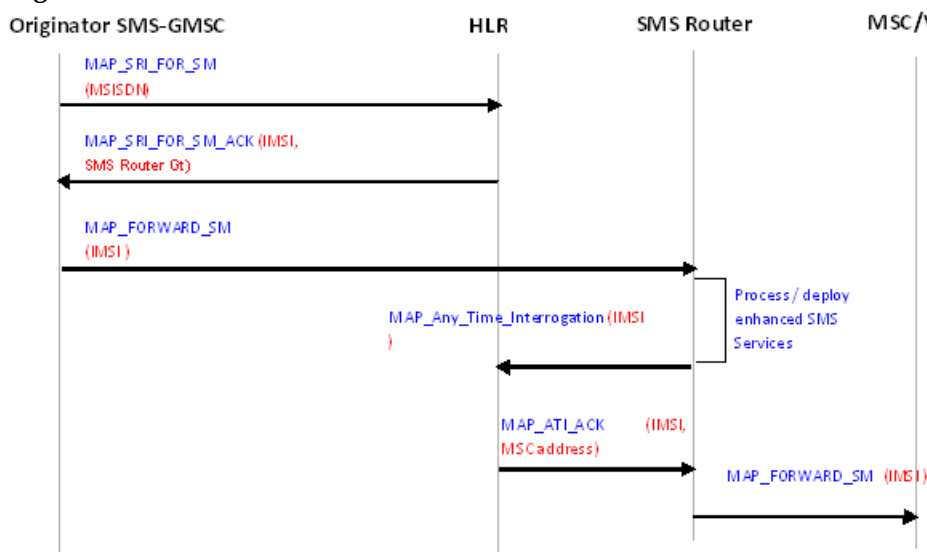 Originator SMS-GMSC HLR SMS Router MSC/V
MAP_SRI_FOR_SM
(MSISDN)
MAP_SRI_FOR_SM_ACK (IMSI,
SMS Router Gt)
MAP_FORWARD_SM
(IMSI )
Process / deploy
enhanced SMS
Services
MAP_Any_Time_Interrogation (IMSI
)
MAP_ATI_ACK (IMSI,
MSCaddress)
MAP_FORWARD_SM (IMSI)